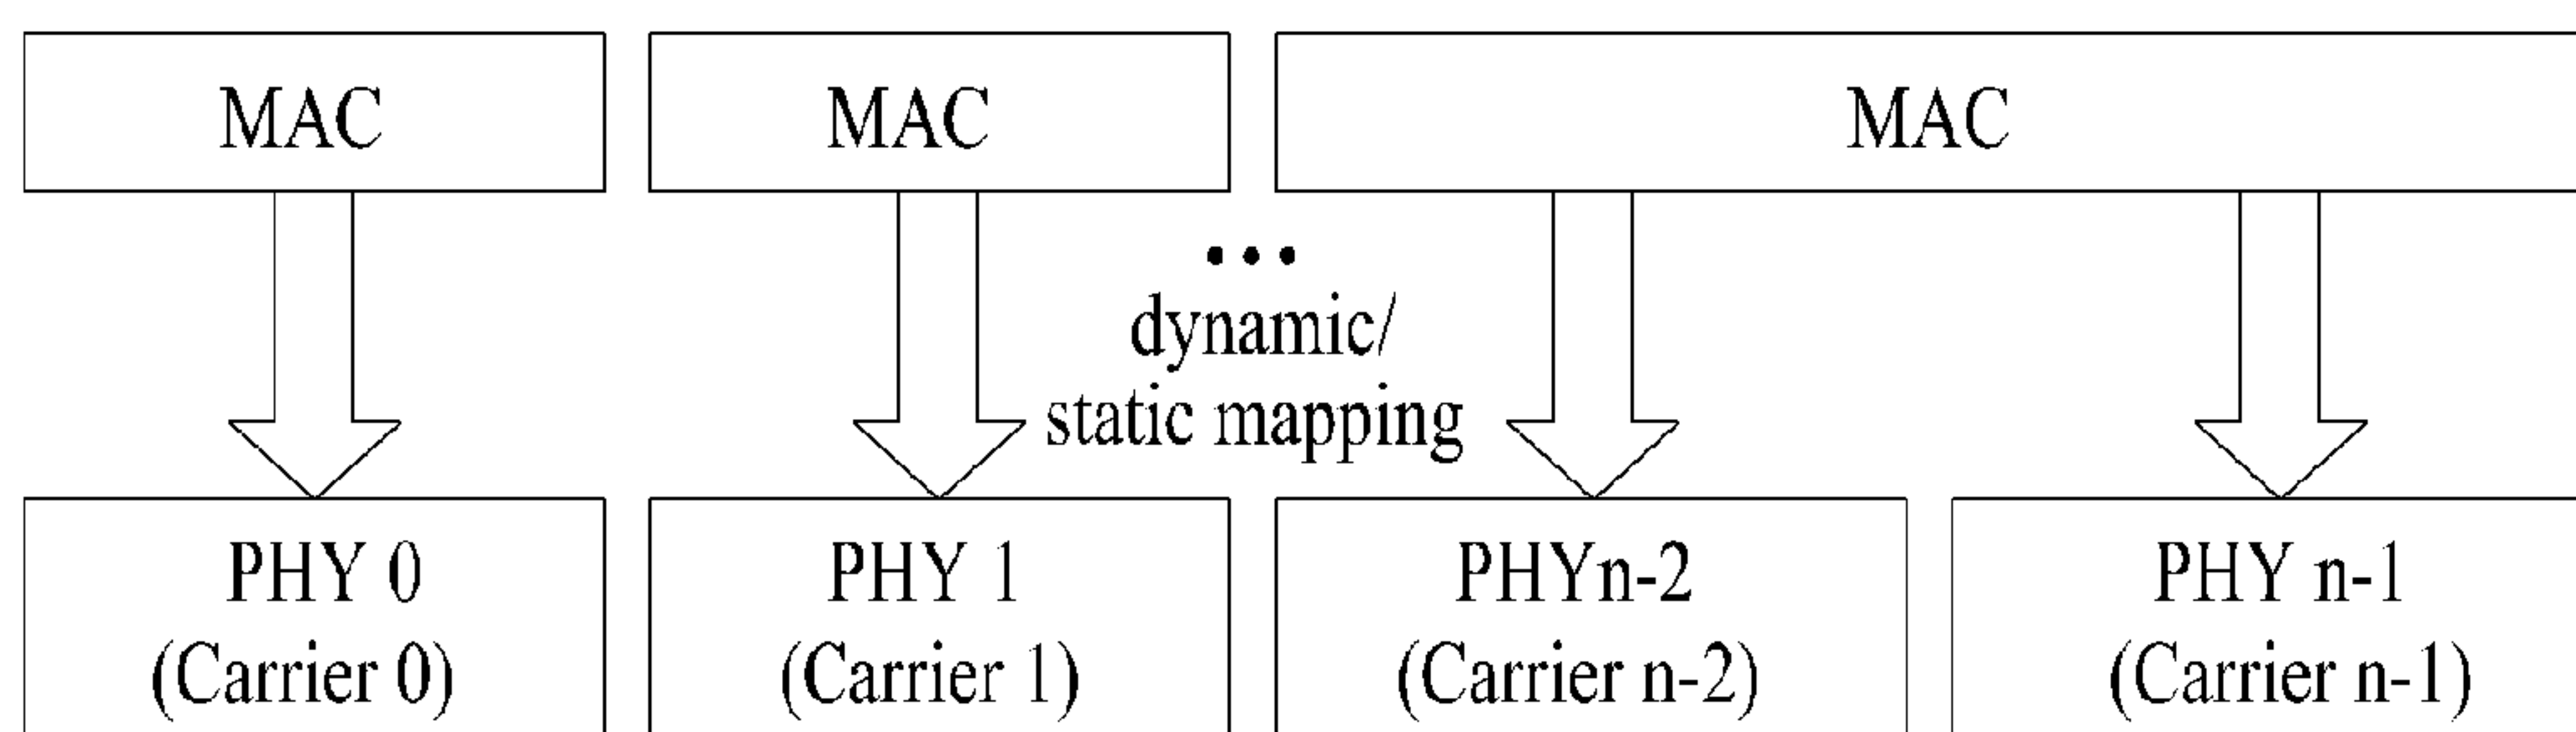 MAC
MAC
MAC
•••
dynamic/
static mapping
PHY 0
(Carrier 0)
PHY 1
(Carrier 1)
PHYn-2
(Carrier n-2)
PHY n-1
(Carrier n-1)